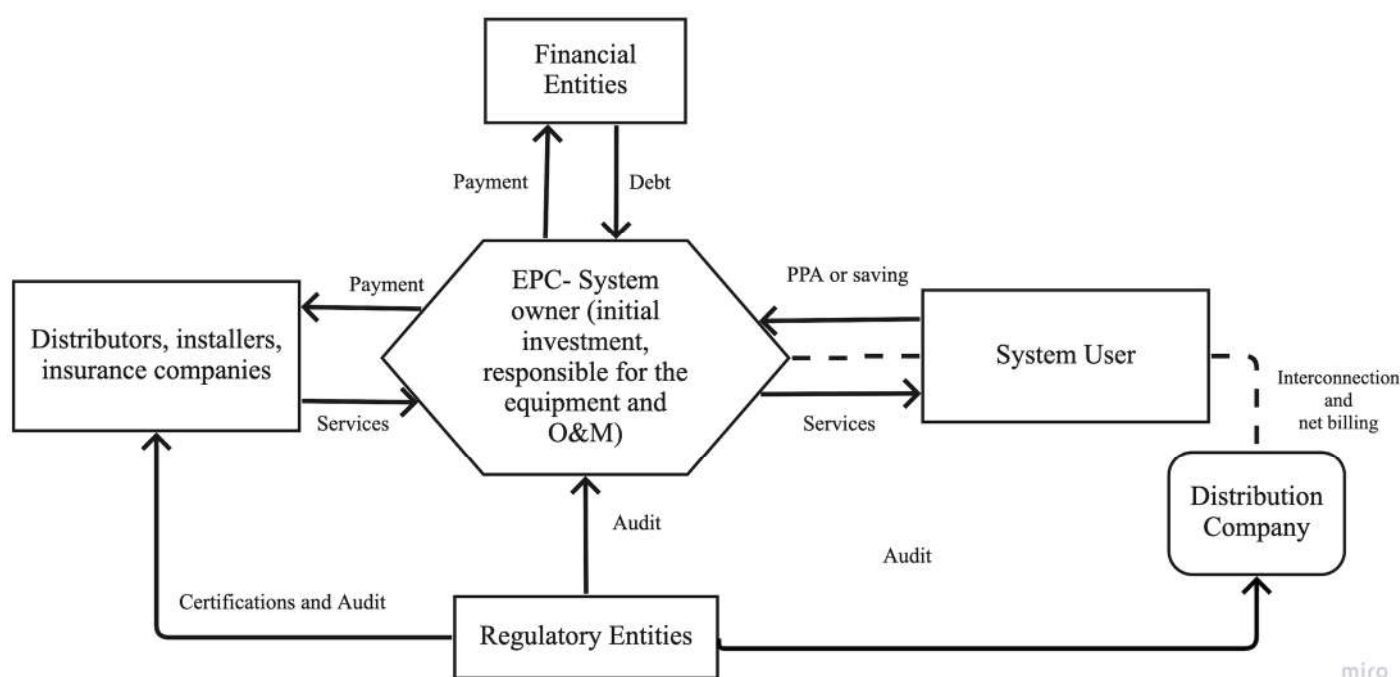 Financial
Entities
Payment
Debt
Payment
EPC- System
owner (initial
investment,
responsible for the
equipment and
O&M)
PPA or saving
Distributors, installers,
insurance companies
System User
Services
Services
Interconnection
and
net billing
Distribution
Company
Audit
Audit
Certifications and Audit
Regulatory Entities
miro